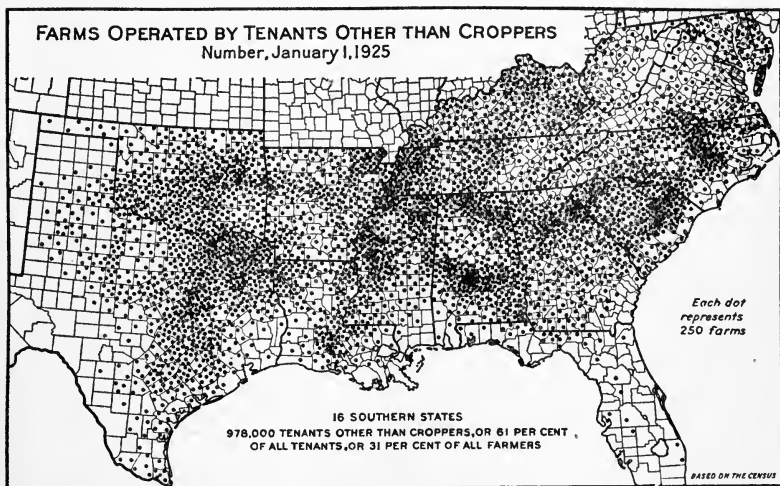 FARMS OPERATED BY TENANTS OTHER THAN CROPPERS
Number, January 1, 1925
Each dot
represents
250 farms
16 SOUTHERN STATES
978,000 TENANTS OTHER THAN CROPPERS, OR 61 PER CENT
OF ALL TENANTS, OR 31 PER CENT OF ALL FARMERS
BASED ON THE CENSUS